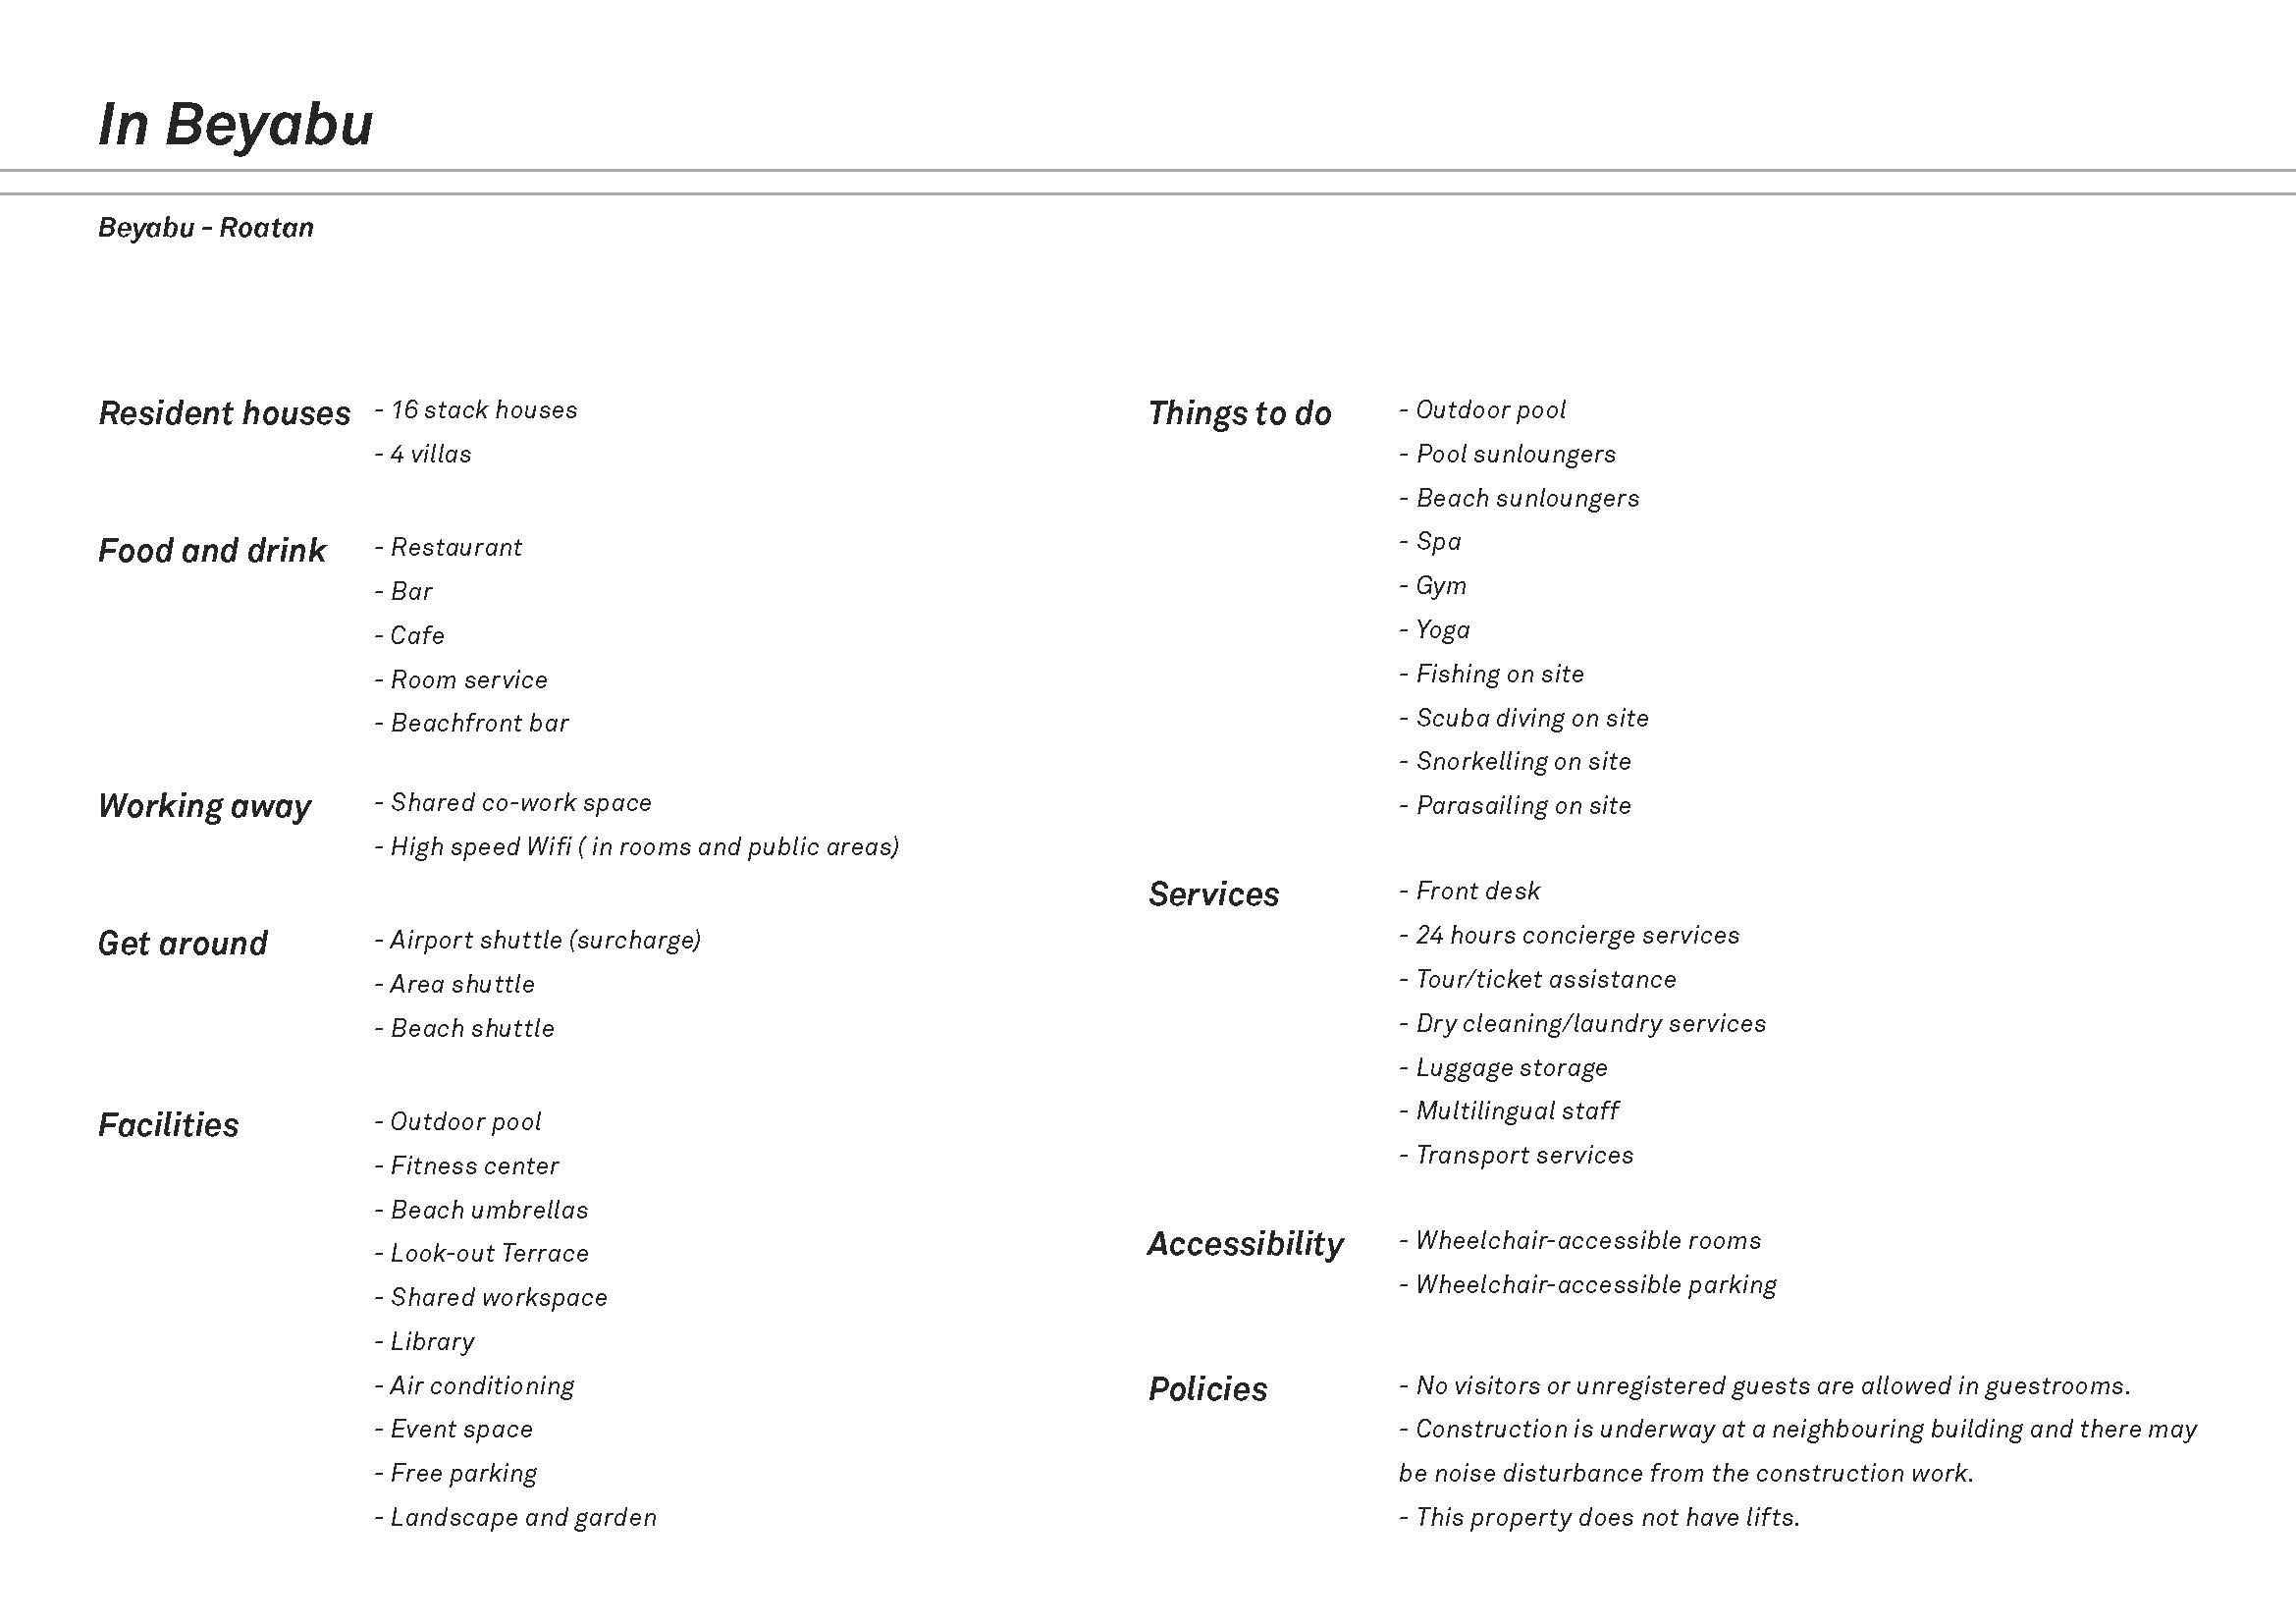 In Beyabu
Beyabu - Roatan
Resident houses
- 16 stack houses
- 4 villas
Food and drink
- Restaurant
- Bar
- Cafe
- Room service
- Beachfront bar
Working away
- Shared co-work space
- High speed Wifi ( in rooms and public areas)
Get around
- Airport shuttle (surcharge)
- Area shuttle
- Beach shuttle
Facilities
- Outdoor pool
- Fitness center
- Beach umbrellas
- Look-out Terrace
- Shared workspace
- Library
- Air conditioning
- Event space
- Free parking
- Landscape and garden
Things to do
- Outdoor pool
- Pool sunloungers
- Beach sunloungers
- Spa
- Gym
- Yoga
- Fishing on site
- Scuba diving on site
- Snorkelling on site
- Parasailing on site
Services
- Front desk
- 24 hours concierge services
- Tour/ticket assistance
- Dry cleaning/laundry services
- Luggage storage
- Multilingual staff
- Transport services
Accessibility
- Wheelchair-accessible rooms
- Wheelchair-accessible parking
Policies
- No visitors or unregistered guests are allowed in guestrooms.
- Construction is underway at a neighbouring building and there may
be noise disturbance from the construction work.
- This property does not have lifts.